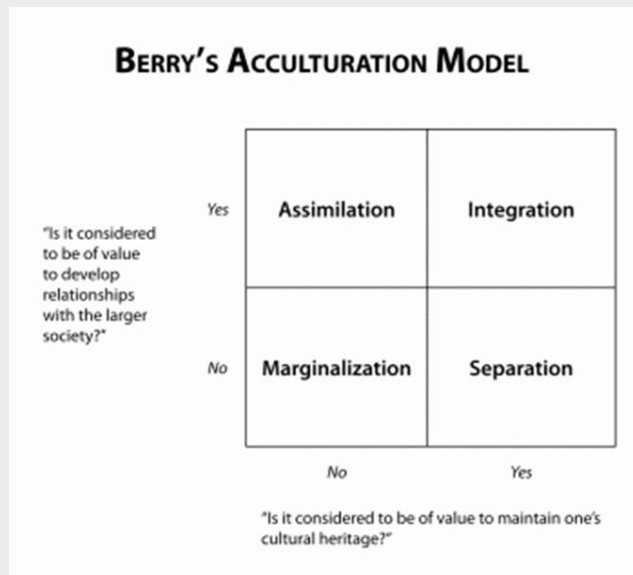 BERRY'S ACCULTURATION MODEL
Yes
Assimilation
Integration
"Is it considered
to be of value
to develop
relationships
with the larger
society?"
No
Marginalization
Separation
No
Yes
"Is it considered to be of value to maintain one's
cultural heritage?"